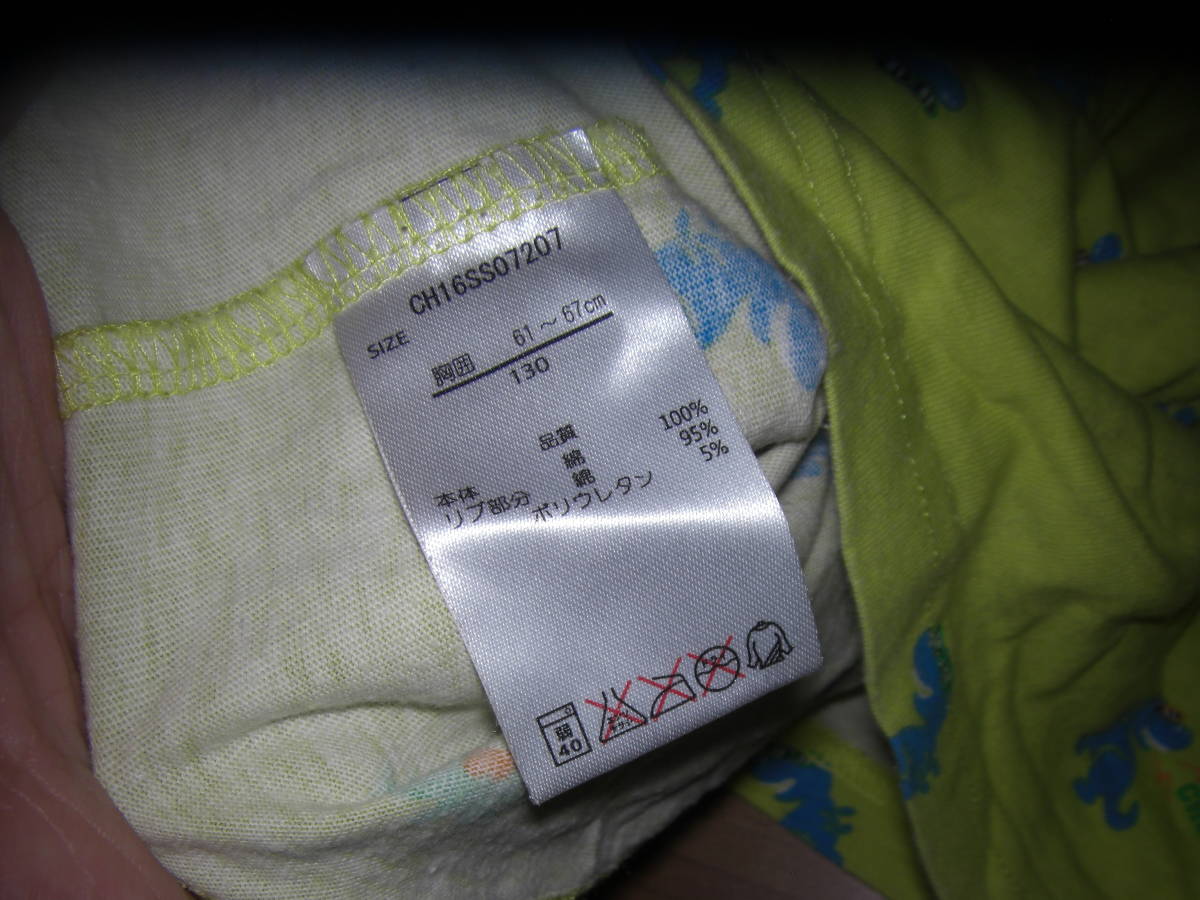 CH16SS07207
SIZE
胸囲 61～67cm
130
品質
本体 綿 100%
リブ部分 綿 95%
ポリウレタン 5%
弱
40